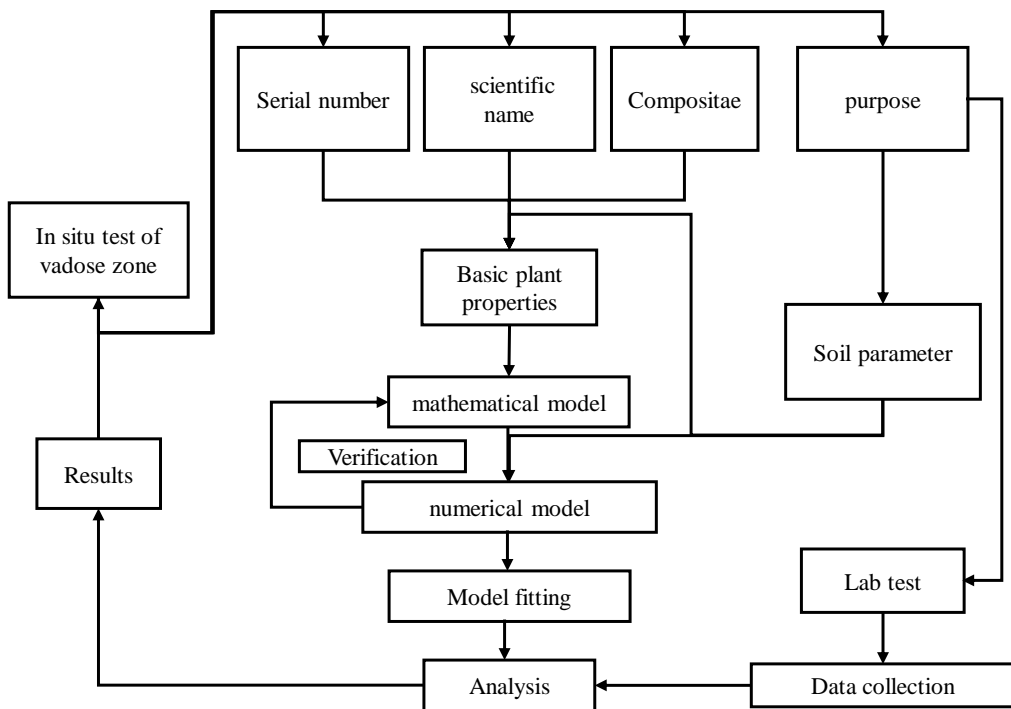 Serial number
scientific
name
Compositae
purpose
In situ test of
vadose zone
Basic plant
properties
Soil parameter
mathematical model
Verification
Results
numerical model
Model fitting
Lab test
Analysis
Data collection